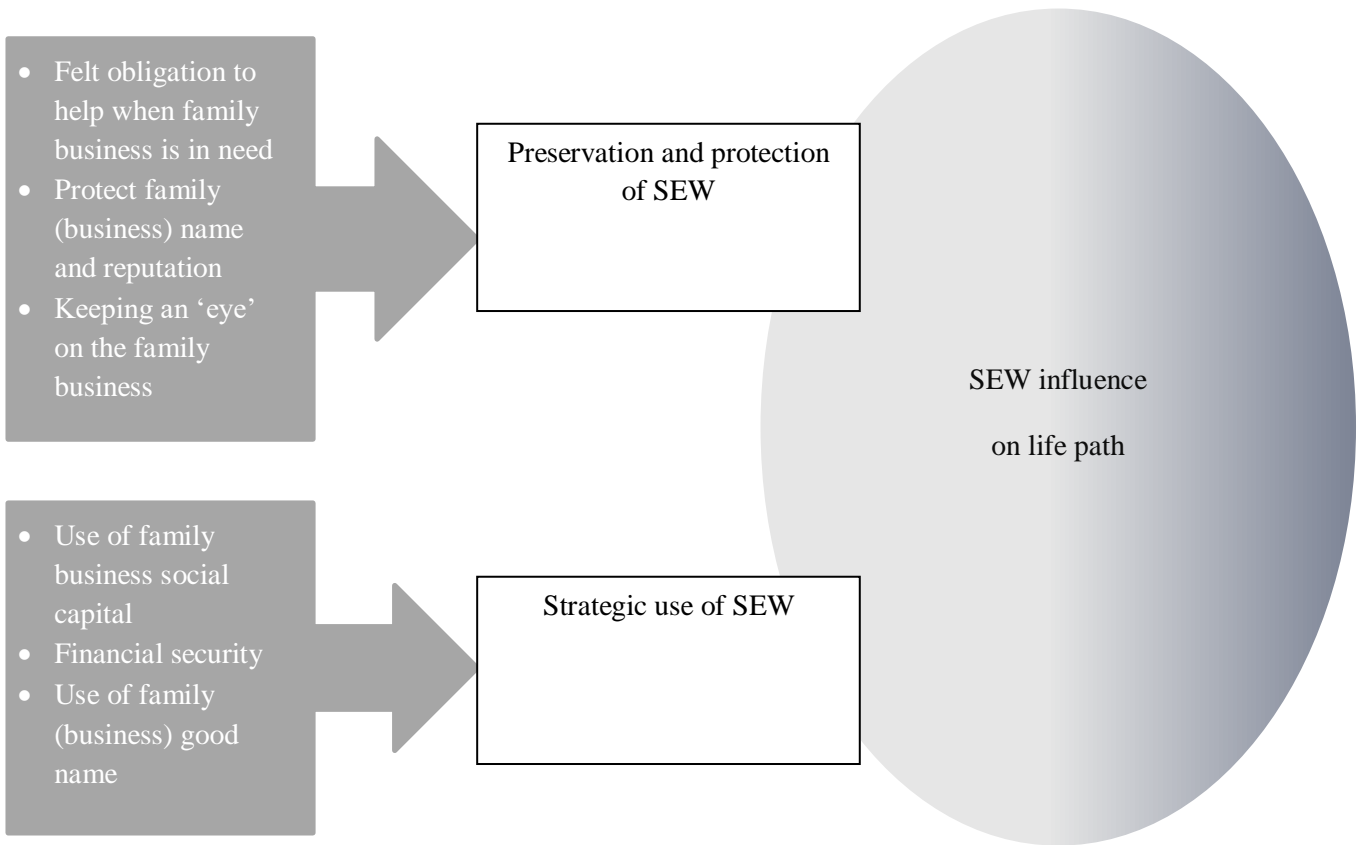 • Felt obligation to
help when family
business is in need
• Protect family
(business) name
and reputation
• Keeping an ‘eye’
on the family
business
Preservation and protection
of SEW
• Use of family
business social
capital
• Financial security
• Use of family
(business) good
name
Strategic use of SEW
SEW influence
on life path